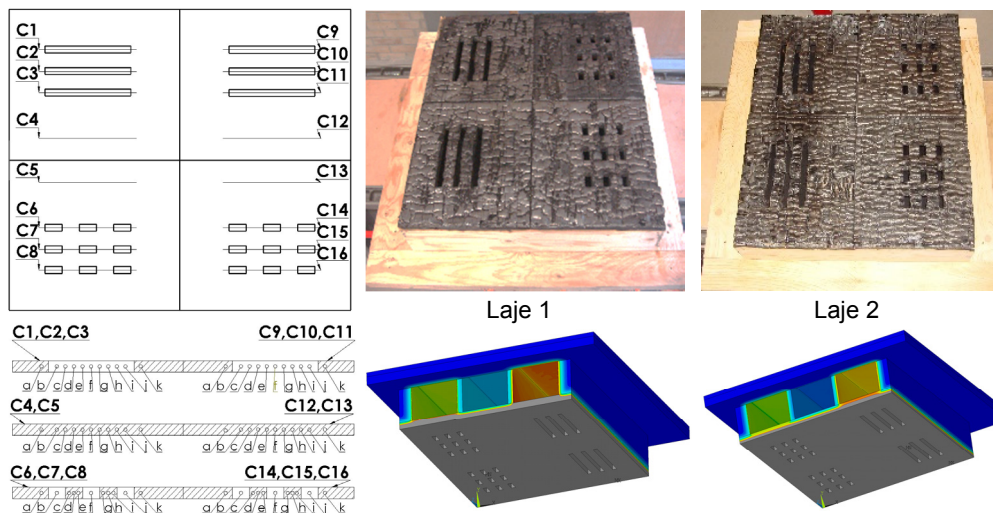 C1
C2
C3
C4
C5
C6
C7
C8
C9
C10
C11
C12
C13
C14
C15
C16
C1,C2,C3
C9,C10,C11
a b c d e f g h i j k
a b c d e f g h i j k
C4,C5
C12,C13
a b c d e f g h i j k
a b c d e f g h i j k
C6,C7,C8
C14,C15,C16
a b c d e f g h i j k
a b c d e f g h i j k
Laje 1
Laje 2